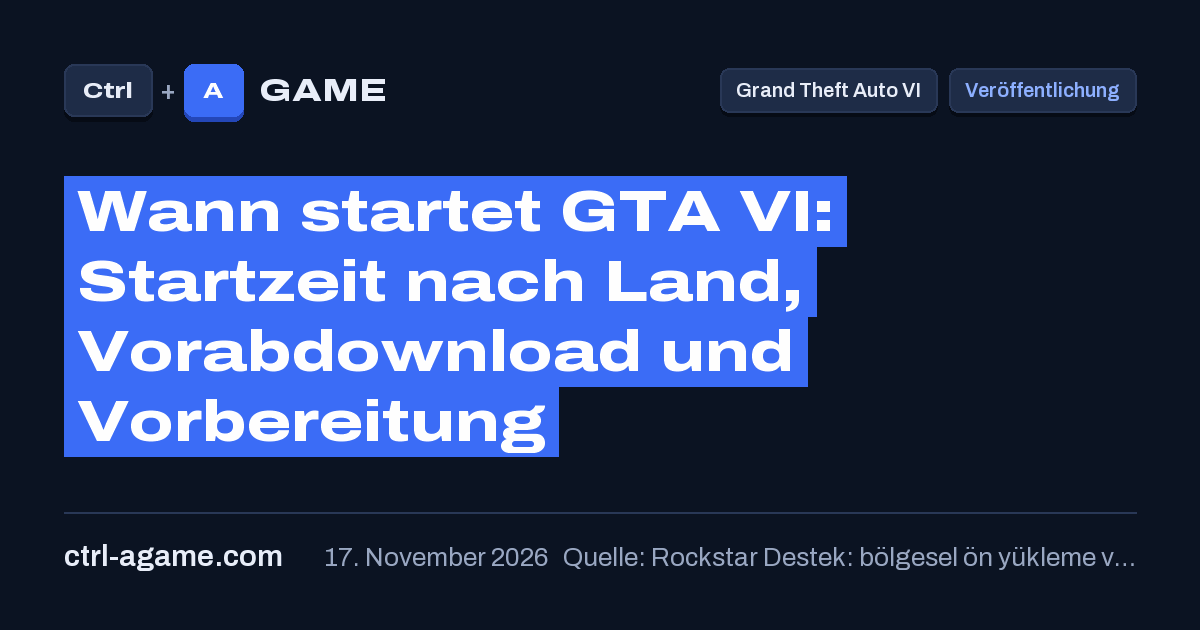 Ctrl + A GAME
Grand Theft Auto VI
Veröffentlichung
Wann startet GTA VI:
Startzeit nach Land,
Vorabdownload und
Vorbereitung
ctrl-agame.com
17. November 2026 Quelle: Rockstar Destek: bölgesel ön yükleme v…